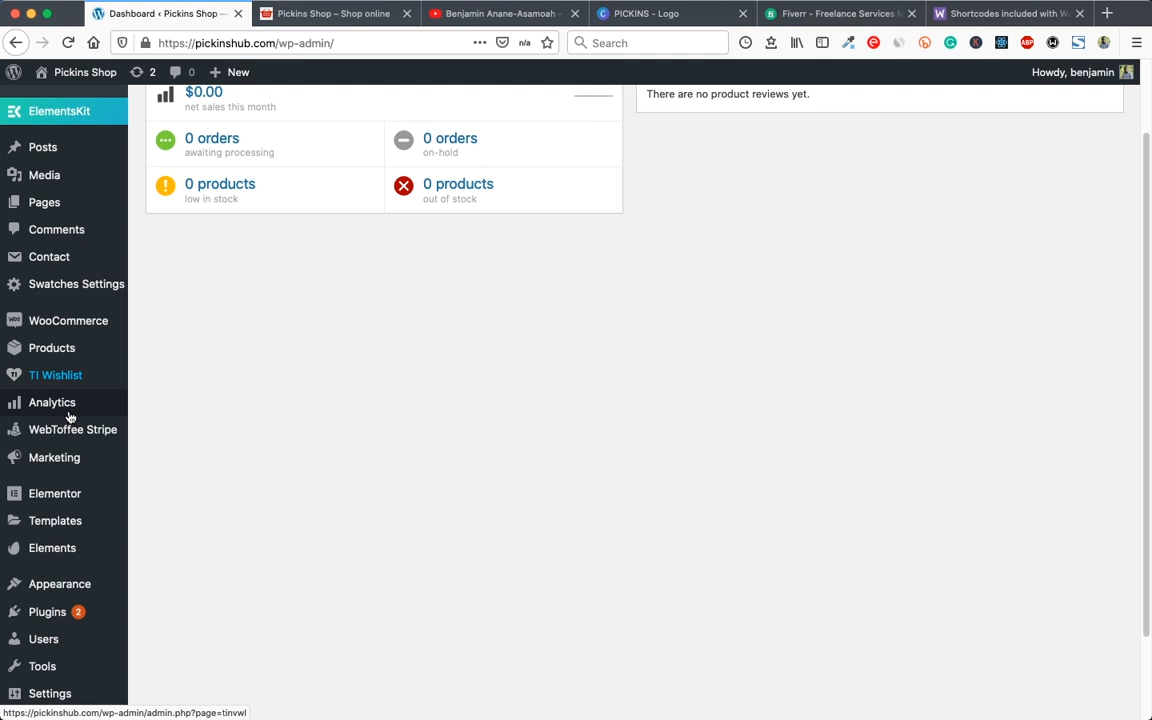 Dashboard ‹ Pickins Shop —
Pickins Shop – Shop online
Benjamin Anane-Asamoah -
PICKINS - Logo
Fiverr - Freelance Services M
Shortcodes included with W
https://pickinshub.com/wp-admin/
n/a
Search
ABP
Pickins Shop
2
0
New
Howdy, benjamin
ElementsKit
Posts
Media
Pages
Comments
Contact
Swatches Settings
WooCommerce
Products
TI Wishlist
Analytics
WebToffee Stripe
Marketing
Elementor
Templates
Elements
Appearance
Plugins 2
Users
Tools
Settings
$0.00
net sales this month
0 orders
awaiting processing
0 orders
on-hold
0 products
low in stock
0 products
out of stock
There are no product reviews yet.
https://pickinshub.com/wp-admin/admin.php?page=tinvwl